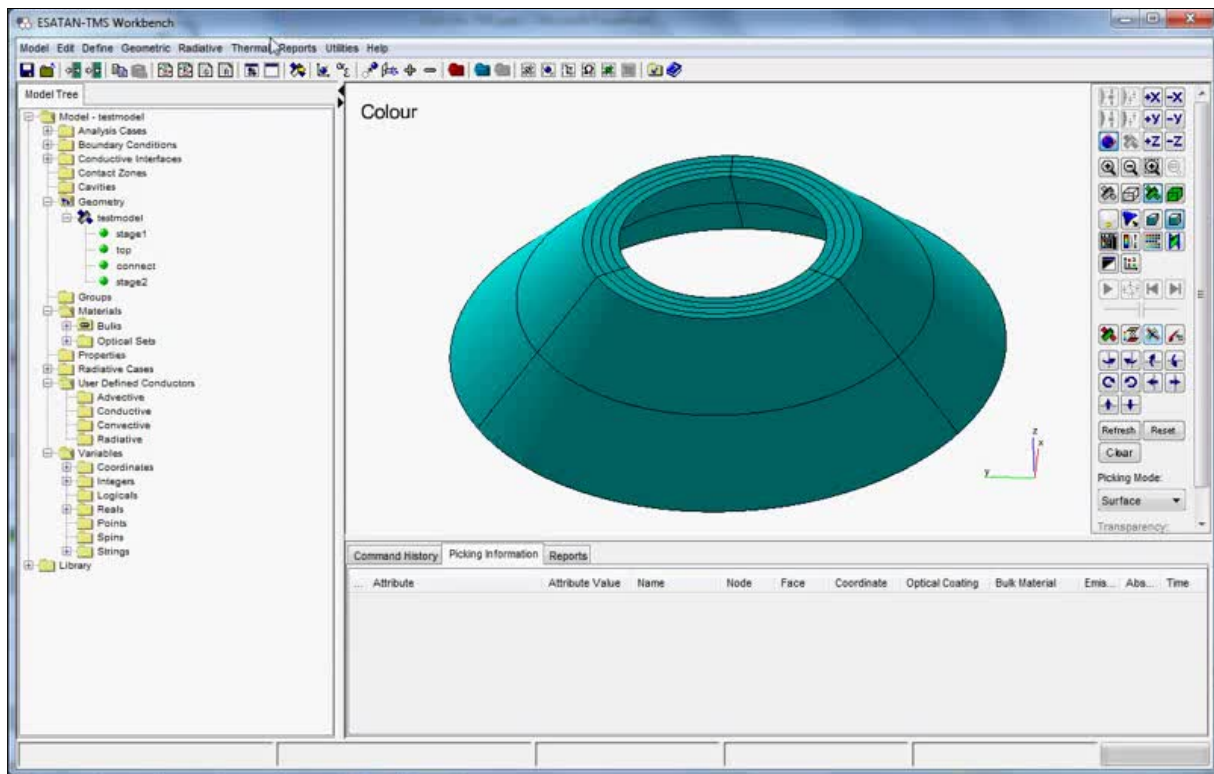 ESATAN-TMS Workbench
Model Edit Define Geometric Radiative Thermal Reports Utilities Help
Model Tree
Model - testmodel
Analysis Cases
Boundary Conditions
Conductive Interfaces
Contact Zones
Cavities
Geometry
testmodel
stage1
top
connect
stage2
Groups
Materials
Bulks
Optical Sets
Properties
Radiative Cases
User Defined Conductors
Advective
Conductive
Convective
Radiative
Variables
Coordinates
Integers
Logicals
Reals
Points
Spins
Strings
Library
Colour
z
x
y
+X -X
+Y -Y
+Z -Z
Refresh Reset
Clear
Picking Mode:
Surface
Transparency:
Command History Picking Information Reports
... Attribute Attribute Value Name Node Face Coordinate Optical Coating Bulk Material Emis... Abs... Time